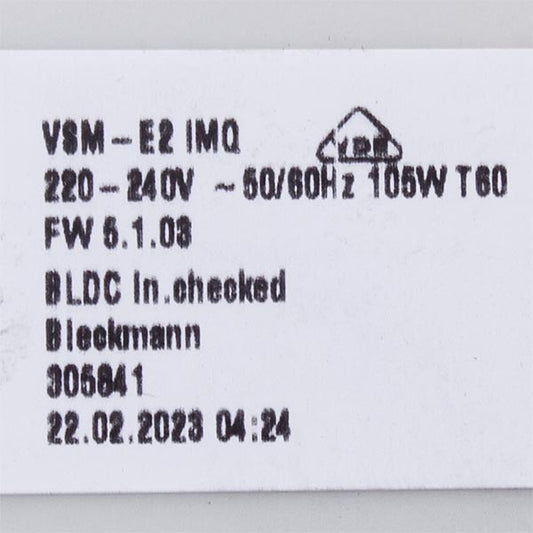 VSM - E2 IMQ
220 - 240V ~ 50/60Hz 105W T60
FW 5.1.03
BLDC in.checked
Bleckmann
305841
22.02.2023 04:24